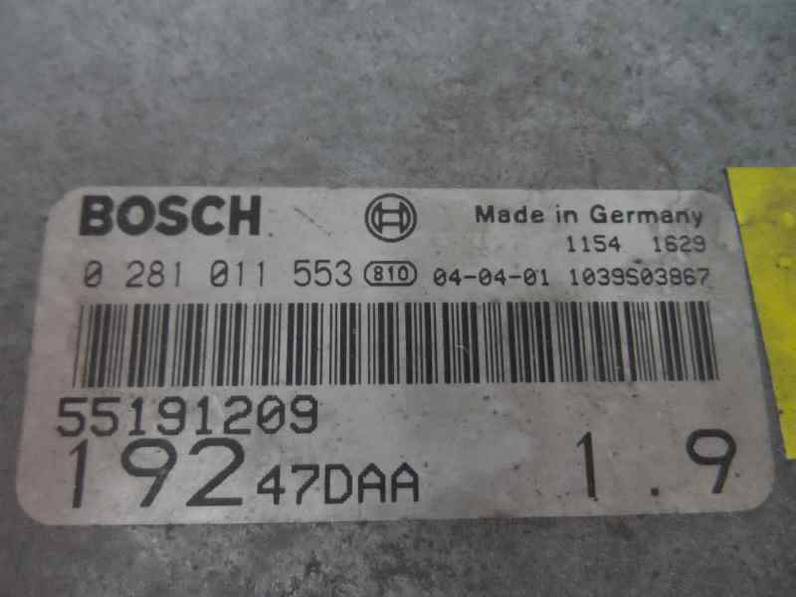 BOSCH Made in Germany
1154 1629
0 281 011 553 810 04-04-01 1039S03867
55191209
192 47DAA 1.9